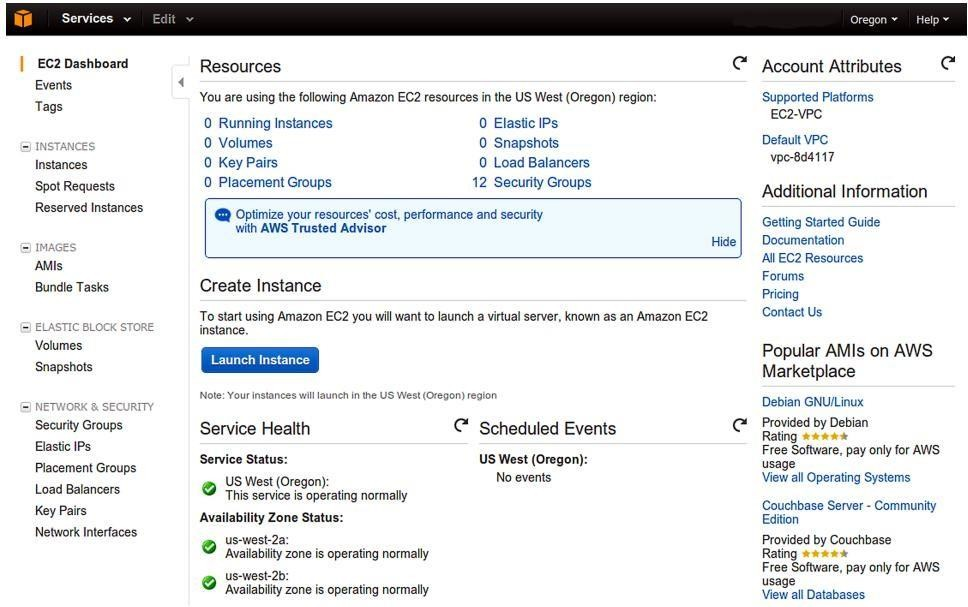 Services Edit Oregon Help
EC2 Dashboard
Events
Tags
INSTANCES
Instances
Spot Requests
Reserved Instances
IMAGES
AMIs
Bundle Tasks
ELASTIC BLOCK STORE
Volumes
Snapshots
NETWORK & SECURITY
Security Groups
Elastic IPs
Placement Groups
Load Balancers
Key Pairs
Network Interfaces
Resources
You are using the following Amazon EC2 resources in the US West (Oregon) region:
0 Running Instances 0 Elastic IPs
0 Volumes 0 Snapshots
0 Key Pairs 0 Load Balancers
0 Placement Groups 12 Security Groups
Optimize your resources' cost, performance and security
with AWS Trusted Advisor
Hide
Create Instance
To start using Amazon EC2 you will want to launch a virtual server, known as an Amazon EC2
instance.
Launch Instance
Note: Your instances will launch in the US West (Oregon) region
Service Health
Service Status:
US West (Oregon):
This service is operating normally
Availability Zone Status:
us-west-2a:
Availability zone is operating normally
us-west-2b:
Availability zone is operating normally
Scheduled Events
US West (Oregon):
No events
Account Attributes
Supported Platforms
EC2-VPC
Default VPC
vpc-8d4117
Additional Information
Getting Started Guide
Documentation
All EC2 Resources
Forums
Pricing
Contact Us
Popular AMIs on AWS
Marketplace
Debian GNU/Linux
Provided by Debian
Rating
Free Software, pay only for AWS
usage
View all Operating Systems
Couchbase Server - Community
Edition
Provided by Couchbase
Rating
Free Software, pay only for AWS
usage
View all Databases